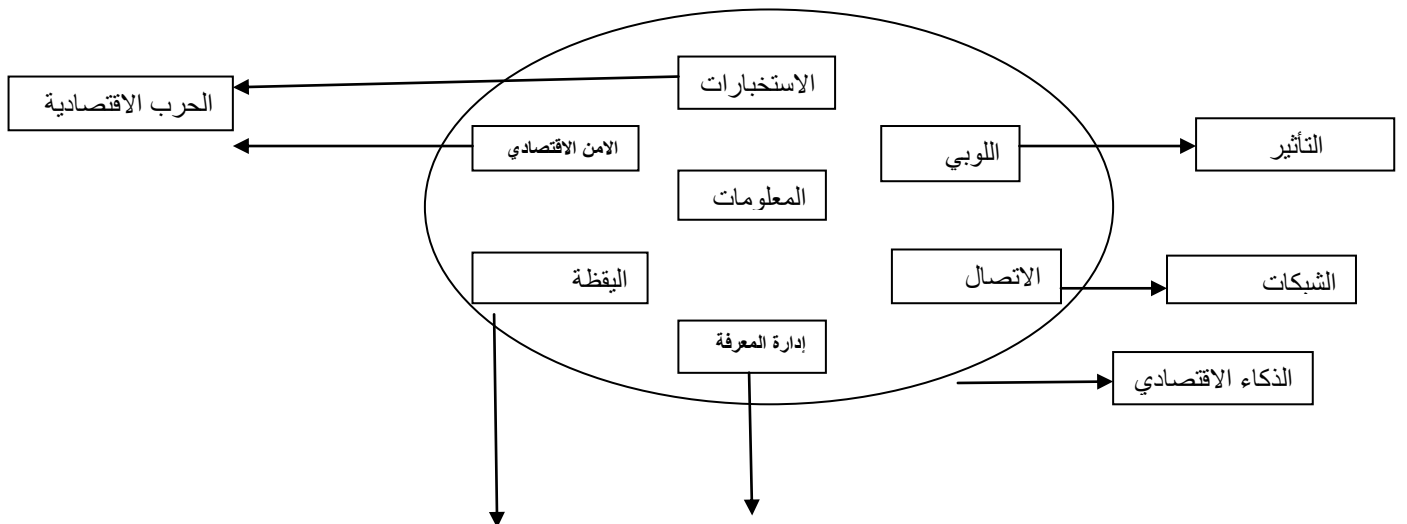 الاستخبارات
الحرب الاقتصادية
التأثير
اللوبي
الامن الاقتصادي
المعلومات
الشبكات
الاتصال
اليقظة
إدارة المعرفة
الذكاء الاقتصادي